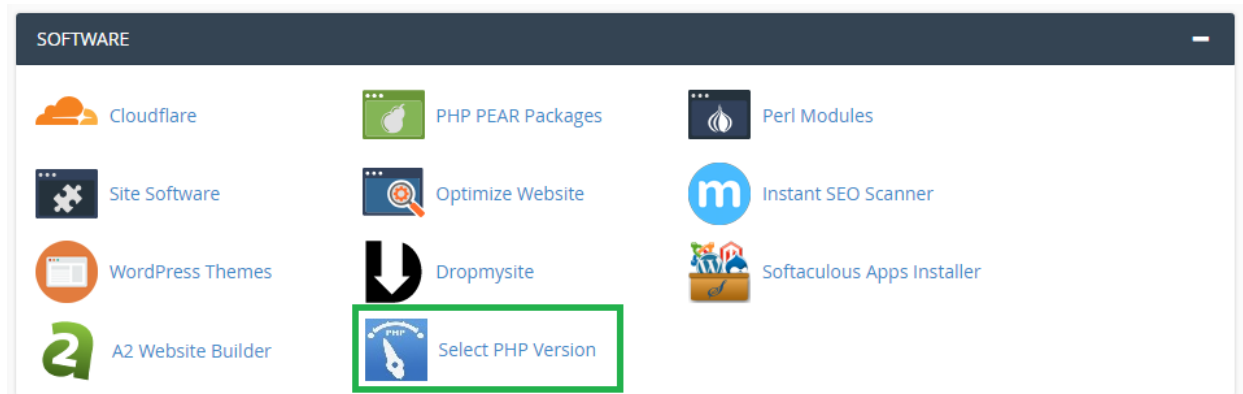 SOFTWARE
Cloudflare
PHP PEAR Packages
Perl Modules
Site Software
Optimize Website
Instant SEO Scanner
WordPress Themes
Dropmysite
Softaculous Apps Installer
A2 Website Builder
PHP
Select PHP Version